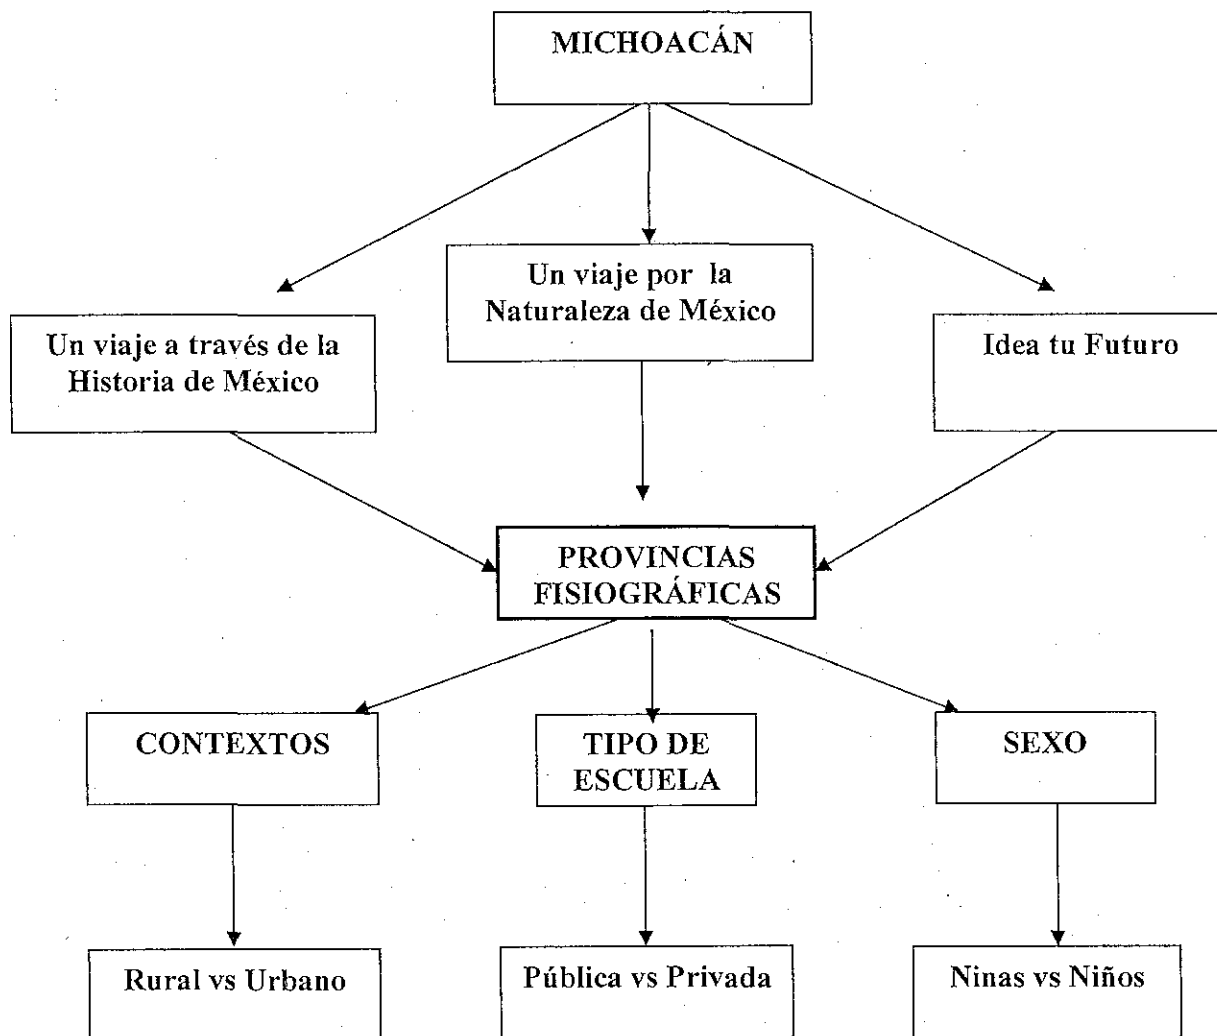 MICHOACÁN
Un viaje por la
Naturaleza de México
Un viaje a través de la
Historia de México
Idea tu Futuro
PROVINCIAS
FISIOGRÁFICAS
CONTEXTOS
TIPO DE
ESCUELA
SEXO
Rural vs Urbano
Pública vs Privada
Ninas vs Niños